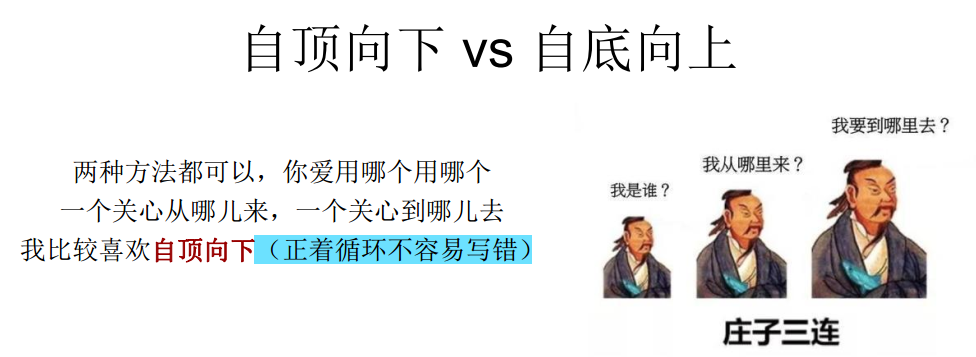 自顶向下 vs 自底向上
两种方法都可以，你爱用哪个用哪个
一个关心从哪儿来，一个关心到哪儿去
我比较喜欢自顶向下（正着循环不容易写错）
我是谁？
我从哪里来？
我要到哪里去？
庄子三连